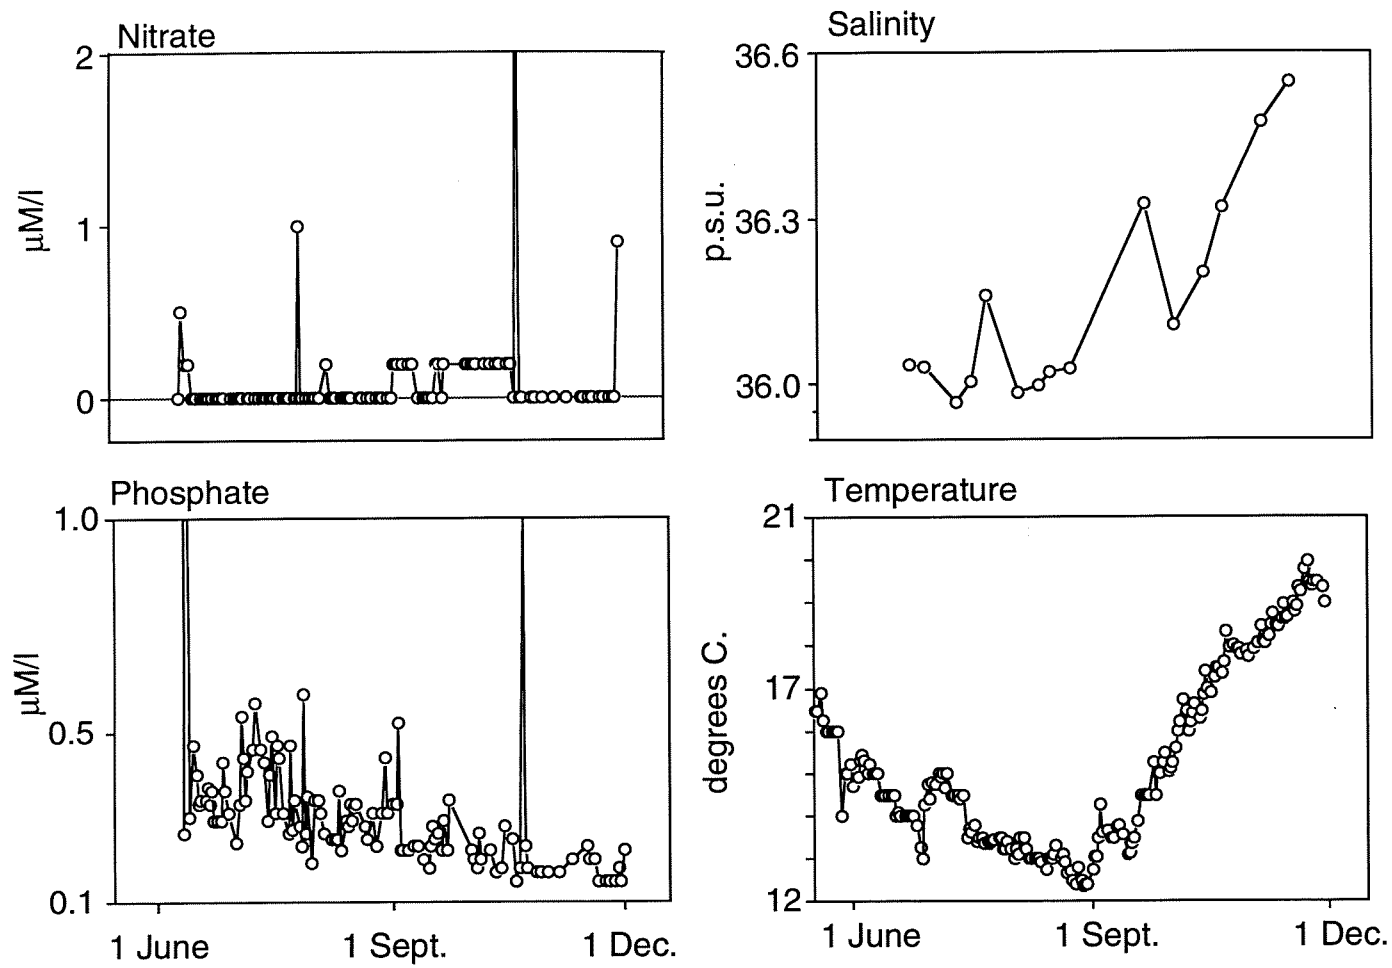 Nitrate
2
1
0
µM/l
Salinity
36.6
36.3
36.0
p.s.u.
Phosphate
1.0
0.5
0.1
µM/l
1 June
1 Sept.
1 Dec.
Temperature
21
17
12
degrees C.
1 June
1 Sept.
1 Dec.